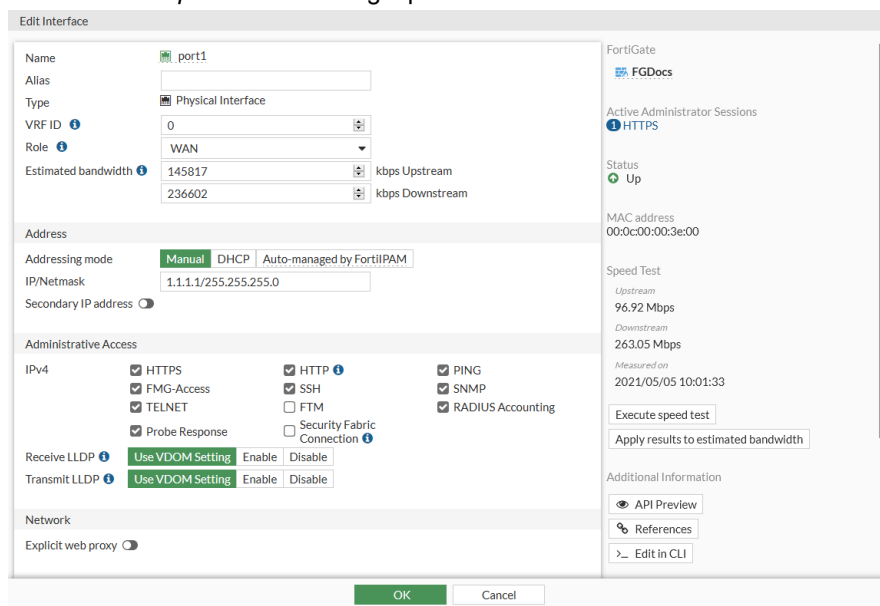 Edit Interface
Name port1
Alias
Type Physical Interface
VRF ID 0
Role WAN
Estimated bandwidth 145817 kbps Upstream
236602 kbps Downstream
Address
Addressing mode Manual DHCP Auto-managed by FortiIPAM
IP/Netmask 1.1.1.1/255.255.255.0
Secondary IP address
Administrative Access
IPv4 HTTPS HTTP PING
FMG-Access SSH SNMP
TELNET FTM RADIUS Accounting
Probe Response Security Fabric
Connection
Receive LLDP Use VDOM Setting Enable Disable
Transmit LLDP Use VDOM Setting Enable Disable
Network
Explicit web proxy
FortiGate
FGDocs
Active Administrator Sessions
1 HTTPS
Status
Up
MAC address
00:0c:00:00:3e:00
Speed Test
Upstream
96.92 Mbps
Downstream
263.05 Mbps
Measured on
2021/05/05 10:01:33
Execute speed test
Apply results to estimated bandwidth
Additional Information
API Preview
References
>_ Edit in CLI
OK Cancel